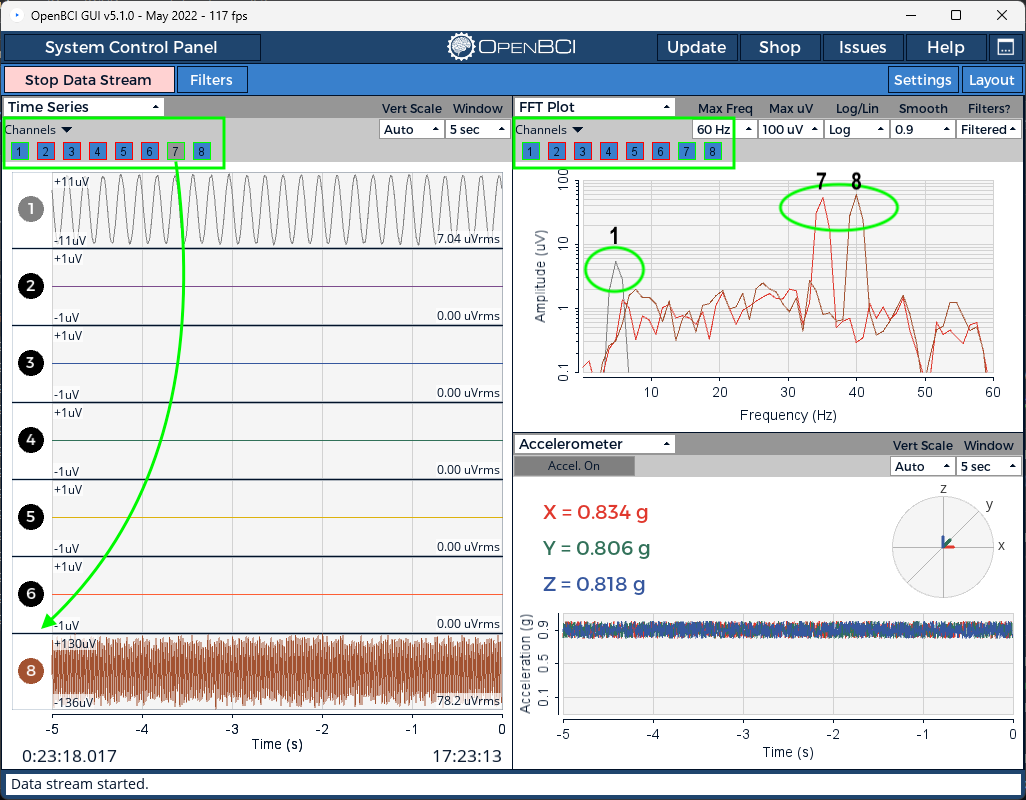 OpenBCI GUI v5.1.0 - May 2022 - 117 fps
System Control Panel
OPENBCI
Update
Shop
Issues
Help
Stop Data Stream
Filters
Settings
Layout
Time Series
Vert Scale
Window
Channels
Auto
5 sec
1 2 3 4 5 6 7 8
1
+11uV
-11uV
7.04 uVrms
2
+1uV
-1uV
0.00 uVrms
3
+1uV
-1uV
0.00 uVrms
4
+1uV
-1uV
0.00 uVrms
5
+1uV
-1uV
0.00 uVrms
6
+1uV
-1uV
0.00 uVrms
8
+130uV
-136uV
78.2 uVrms
-5 -4 -3 -2 -1 0
Time (s)
0:23:18.017
17:23:13
FFT Plot
Max Freq
Max uV
Log/Lin
Smooth
Filters?
Channels
60 Hz
100 uV
Log
0.9
Filtered
1 2 3 4 5 6 7 8
7 8
1
100
10
1
0.1
Amplitude (uV)
10 20 30 40 50 60
Frequency (Hz)
Accelerometer
Vert Scale
Window
Accel. On
Auto
5 sec
X = 0.834 g
Y = 0.806 g
Z = 0.818 g
z
y
x
Acceleration (g)
0.9
0.5
0.1
-5 -4 -3 -2 -1 0
Time (s)
Data stream started.